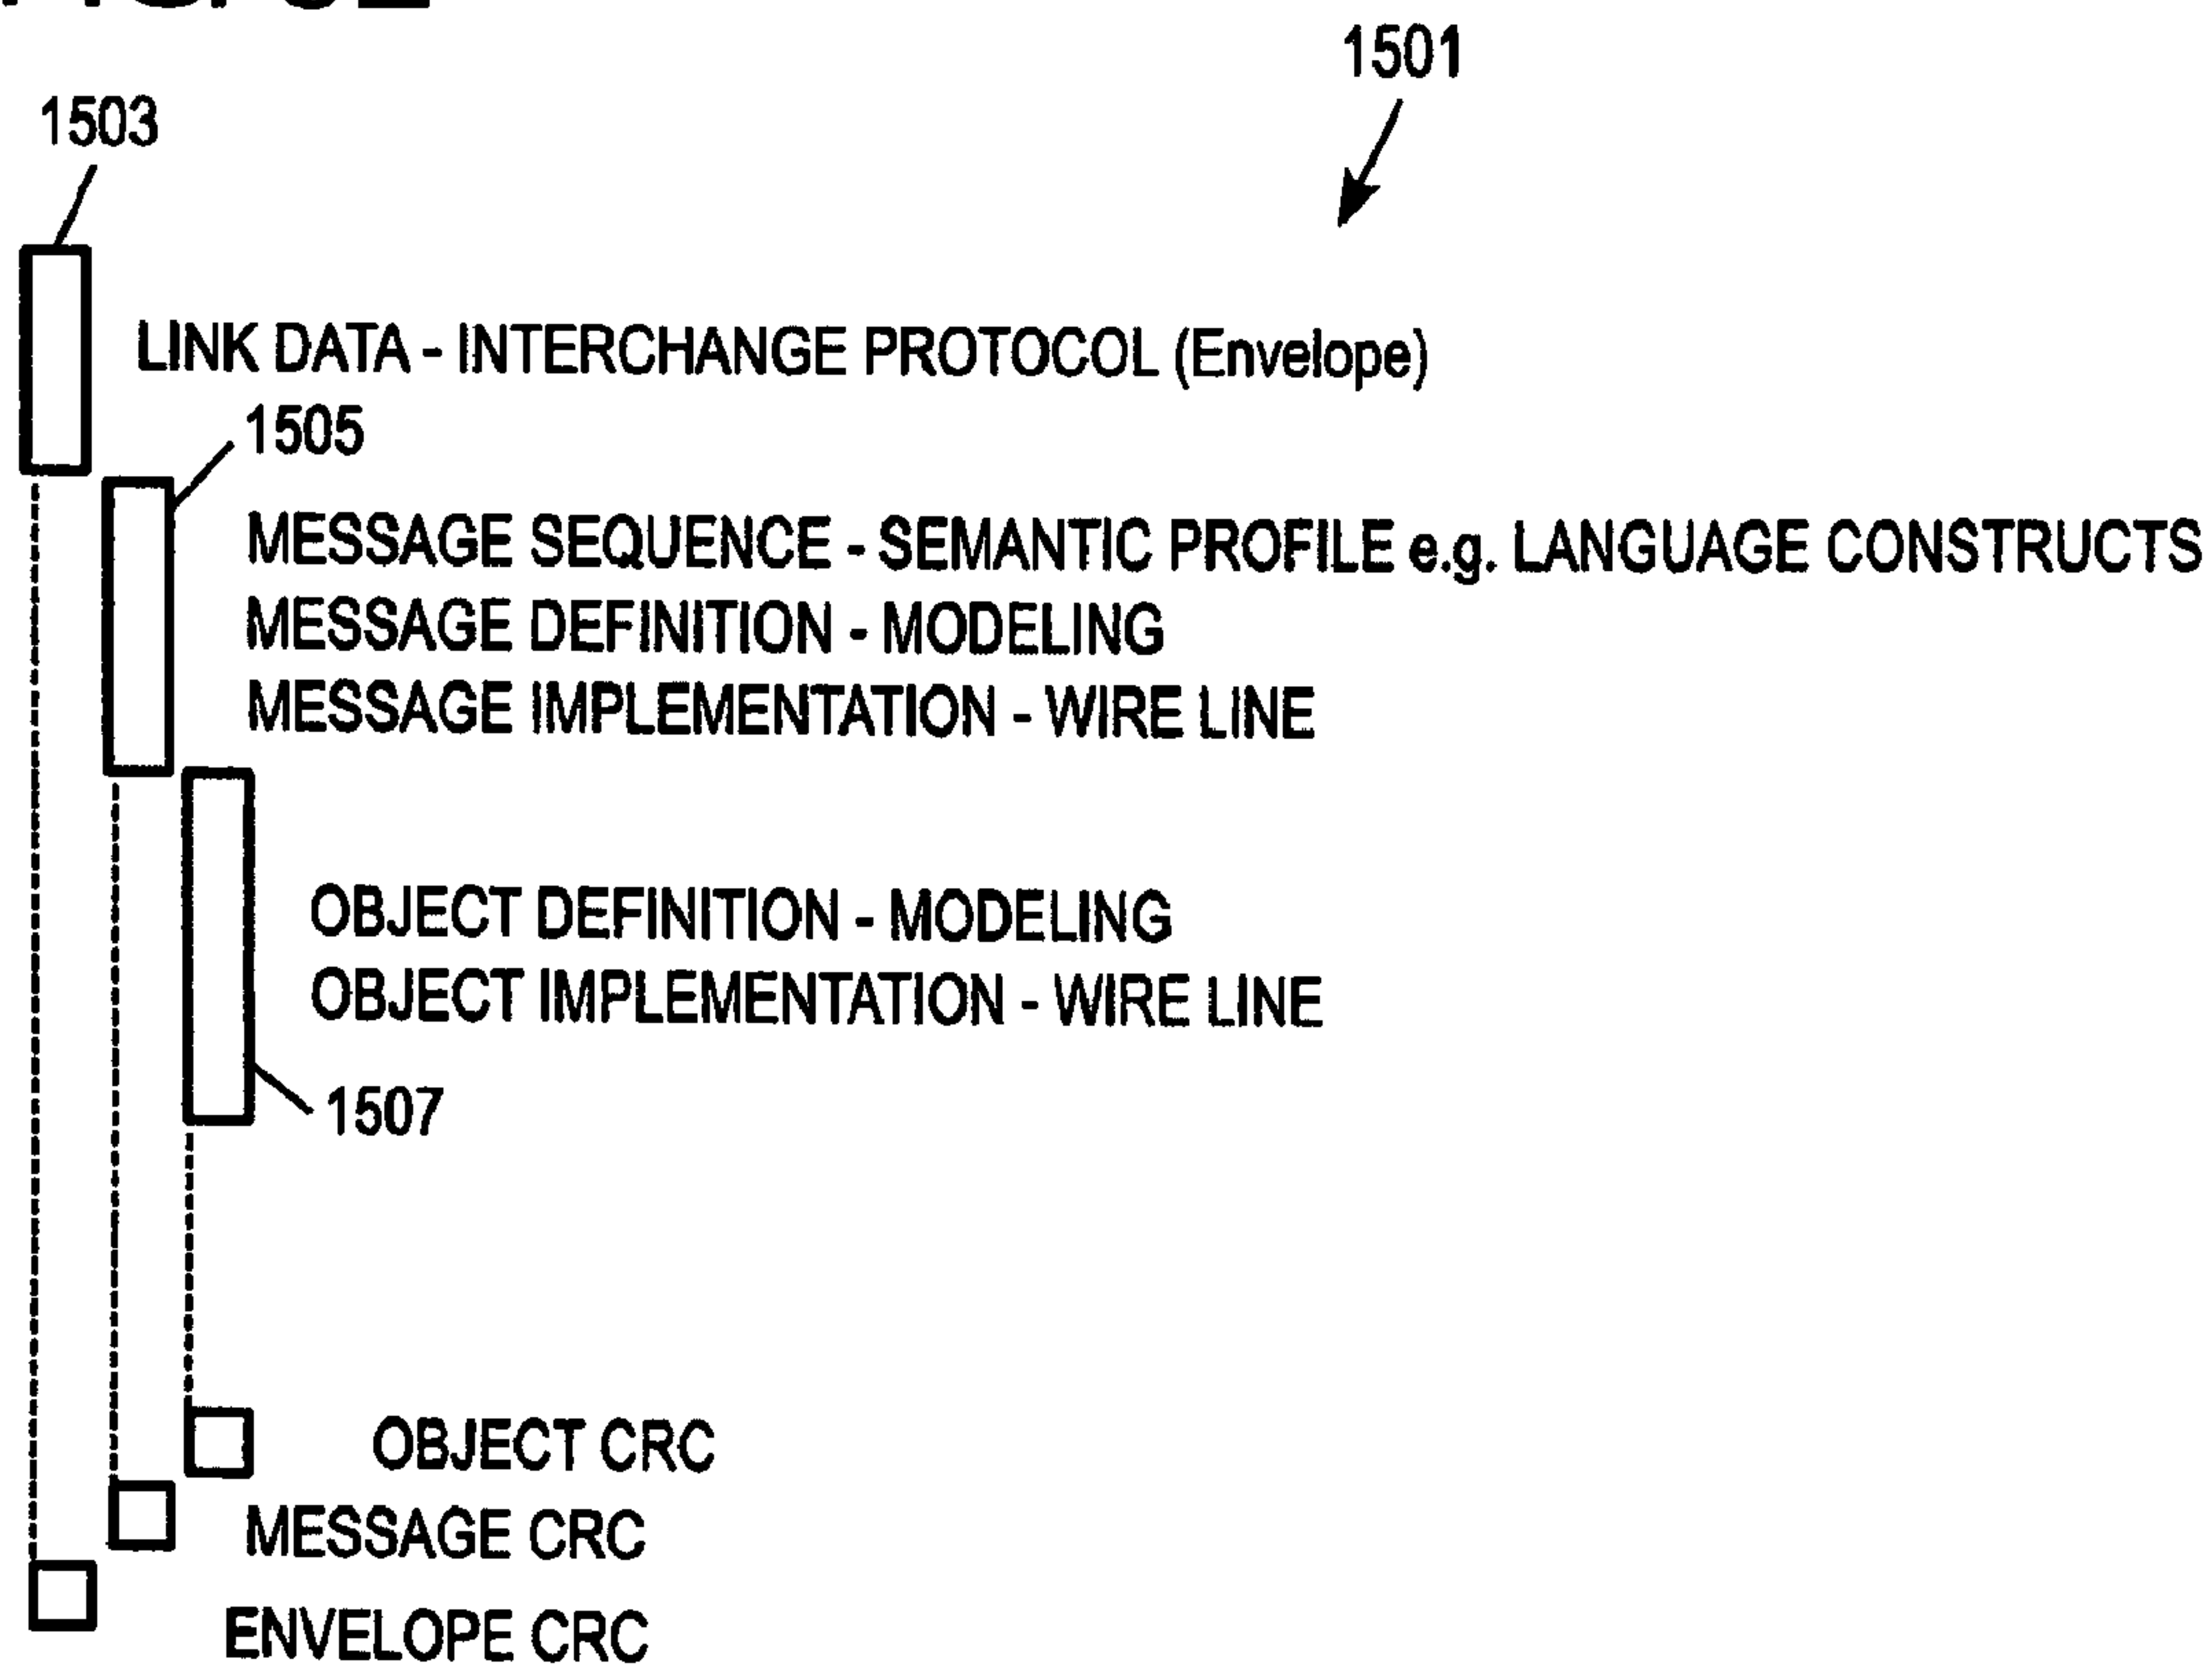 1501
1503
LINK DATA - INTERCHANGE PROTOCOL (Envelope)
1505
MESSAGE SEQUENCE - SEMANTIC PROFILE e.g. LANGUAGE CONSTRUCTS
MESSAGE DEFINITION - MODELING
MESSAGE IMPLEMENTATION - WIRE LINE
OBJECT DEFINITION - MODELING
OBJECT IMPLEMENTATION - WIRE LINE
1507
OBJECT CRC
MESSAGE CRC
ENVELOPE CRC